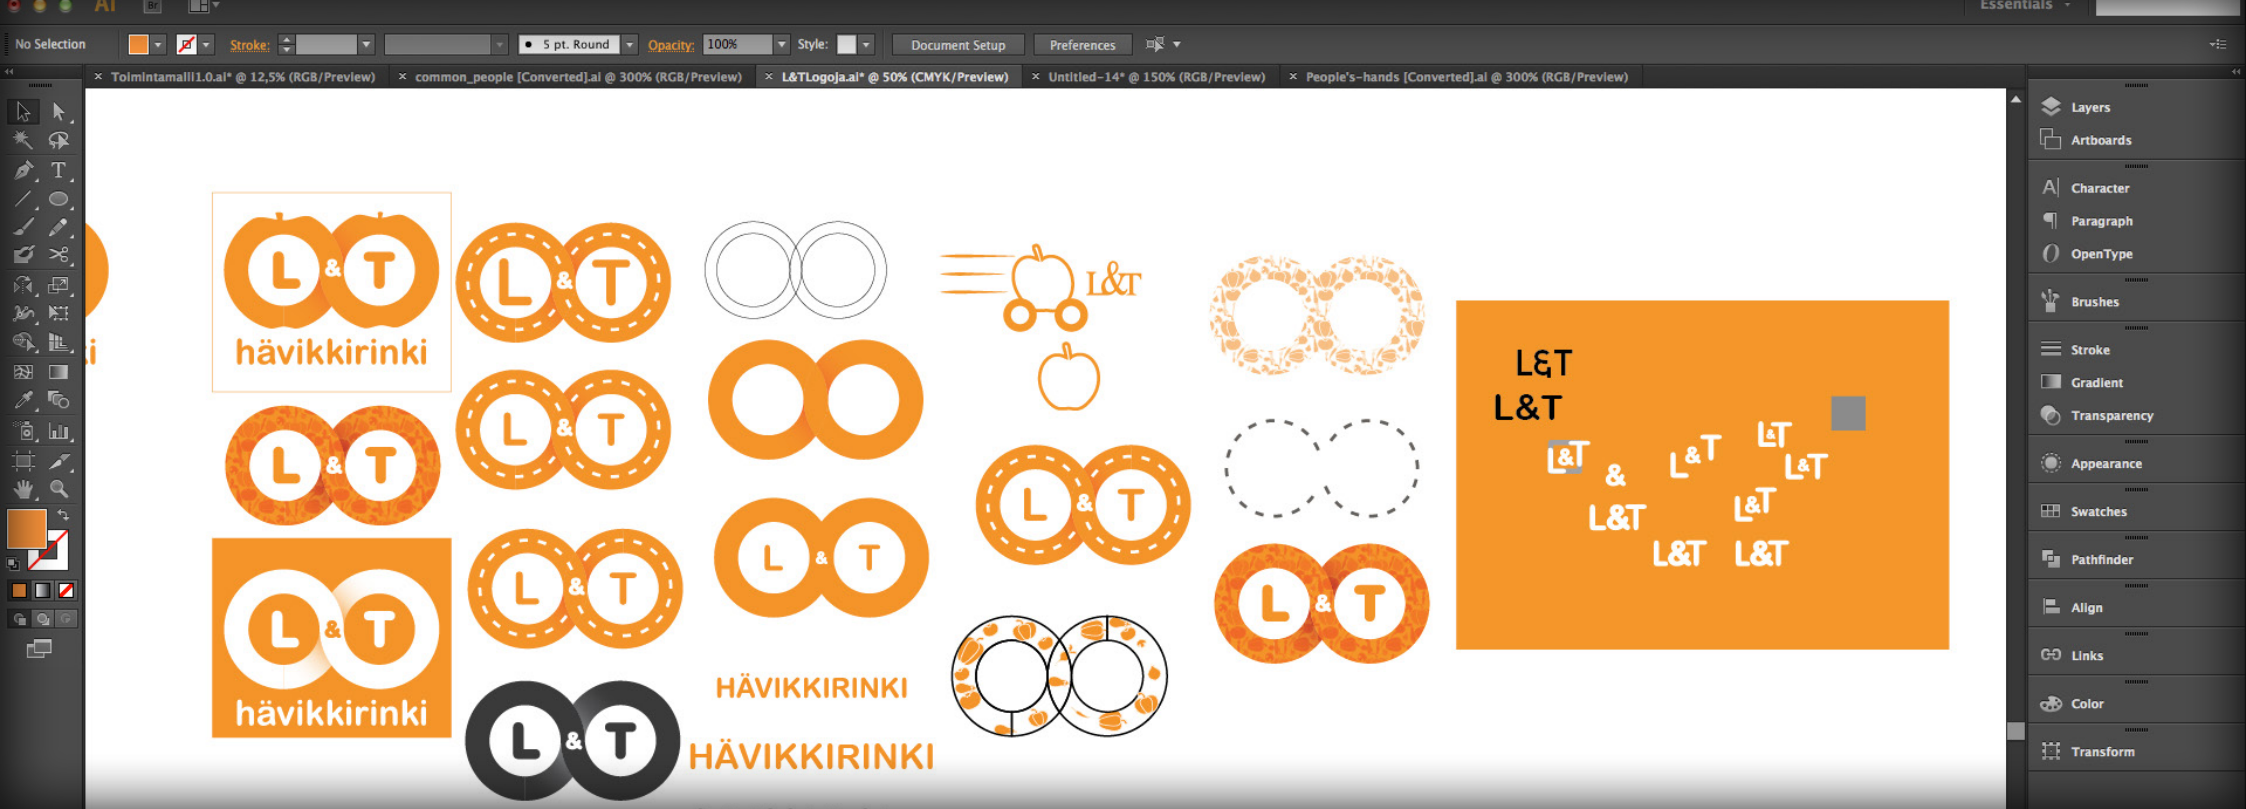 Ai
Br
Essentials
No Selection
Stroke:
5 pt. Round
Opacity:
100%
Style:
Document Setup
Preferences
× Toimintamalli1.0.ai* @ 12,5% (RGB/Preview)
× common_people [Converted].ai @ 300% (RGB/Preview)
× L&TLogoja.ai* @ 50% (CMYK/Preview)
× Untitled-14* @ 150% (RGB/Preview)
× People's-hands [Converted].ai @ 300% (RGB/Preview)
L & T
hävikkirinki
ki
L & T
L & T
hävikkirinki
L & T
L & T
L & T
L & T
L & T
HÄVIKKIRINKI
HÄVIKKIRINKI
L&T
L & T
L & T
L&T
L&T
L&T
&
L&T
L&T
L&T
L&T
L&T
L&T
L&T
Layers
Artboards
Character
Paragraph
OpenType
Brushes
Stroke
Gradient
Transparency
Appearance
Swatches
Pathfinder
Align
Links
Color
Transform